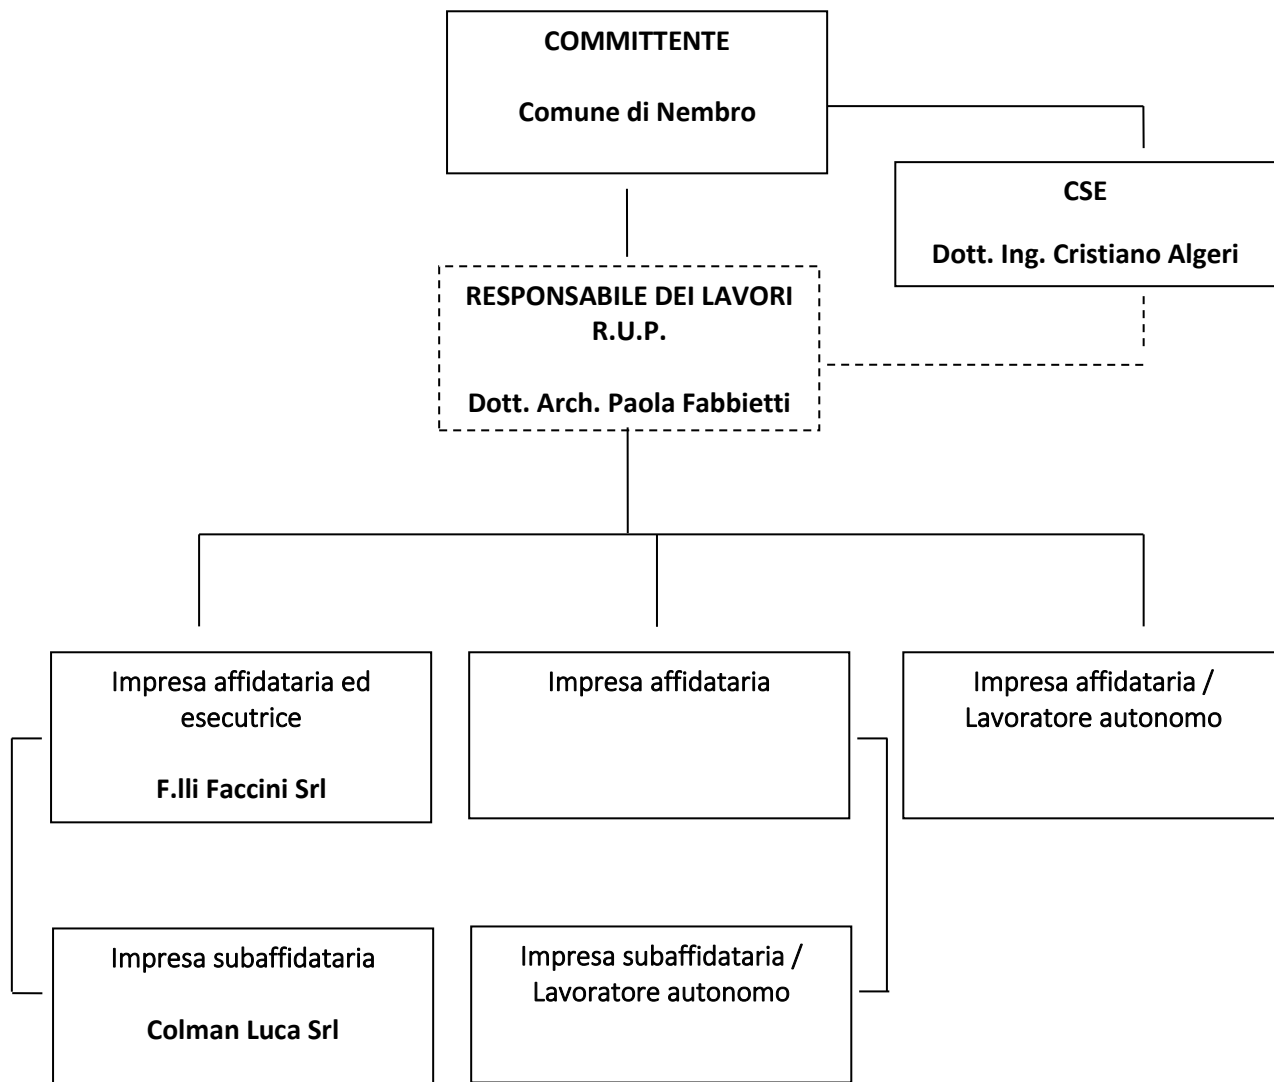 COMMITTENTE
Comune di Nembro
CSE
Dott. Ing. Cristiano Algeri
RESPONSABILE DEI LAVORI
R.U.P.
Dott. Arch. Paola Fabbietti
Impresa affidataria ed
esecutrice
F.lli Faccini Srl
Impresa affidataria
Impresa affidataria /
Lavoratore autonomo
Impresa subaffidataria
Colman Luca Srl
Impresa subaffidataria /
Lavoratore autonomo